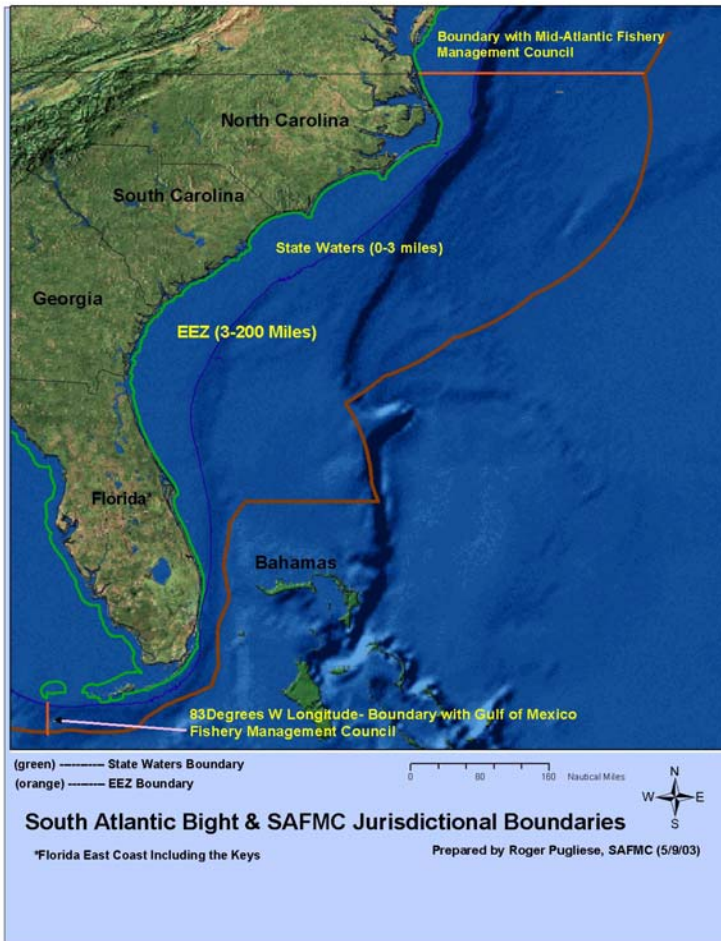 Boundary with Mid-Atlantic Fishery
Management Council
North Carolina
South Carolina
State Waters (0-3 miles)
Georgia
EEZ (3-200 Miles)
Florida*
Bahamas
83Degrees W Longitude- Boundary with Gulf of Mexico
Fishery Management Council
(green) ----------- State Waters Boundary
(orange) --------- EEZ Boundary
0 80 160 Nautical Miles
N
W E
S
South Atlantic Bight & SAFMC Jurisdictional Boundaries
*Florida East Coast Including the Keys
Prepared by Roger Pugliese, SAFMC (5/9/03)